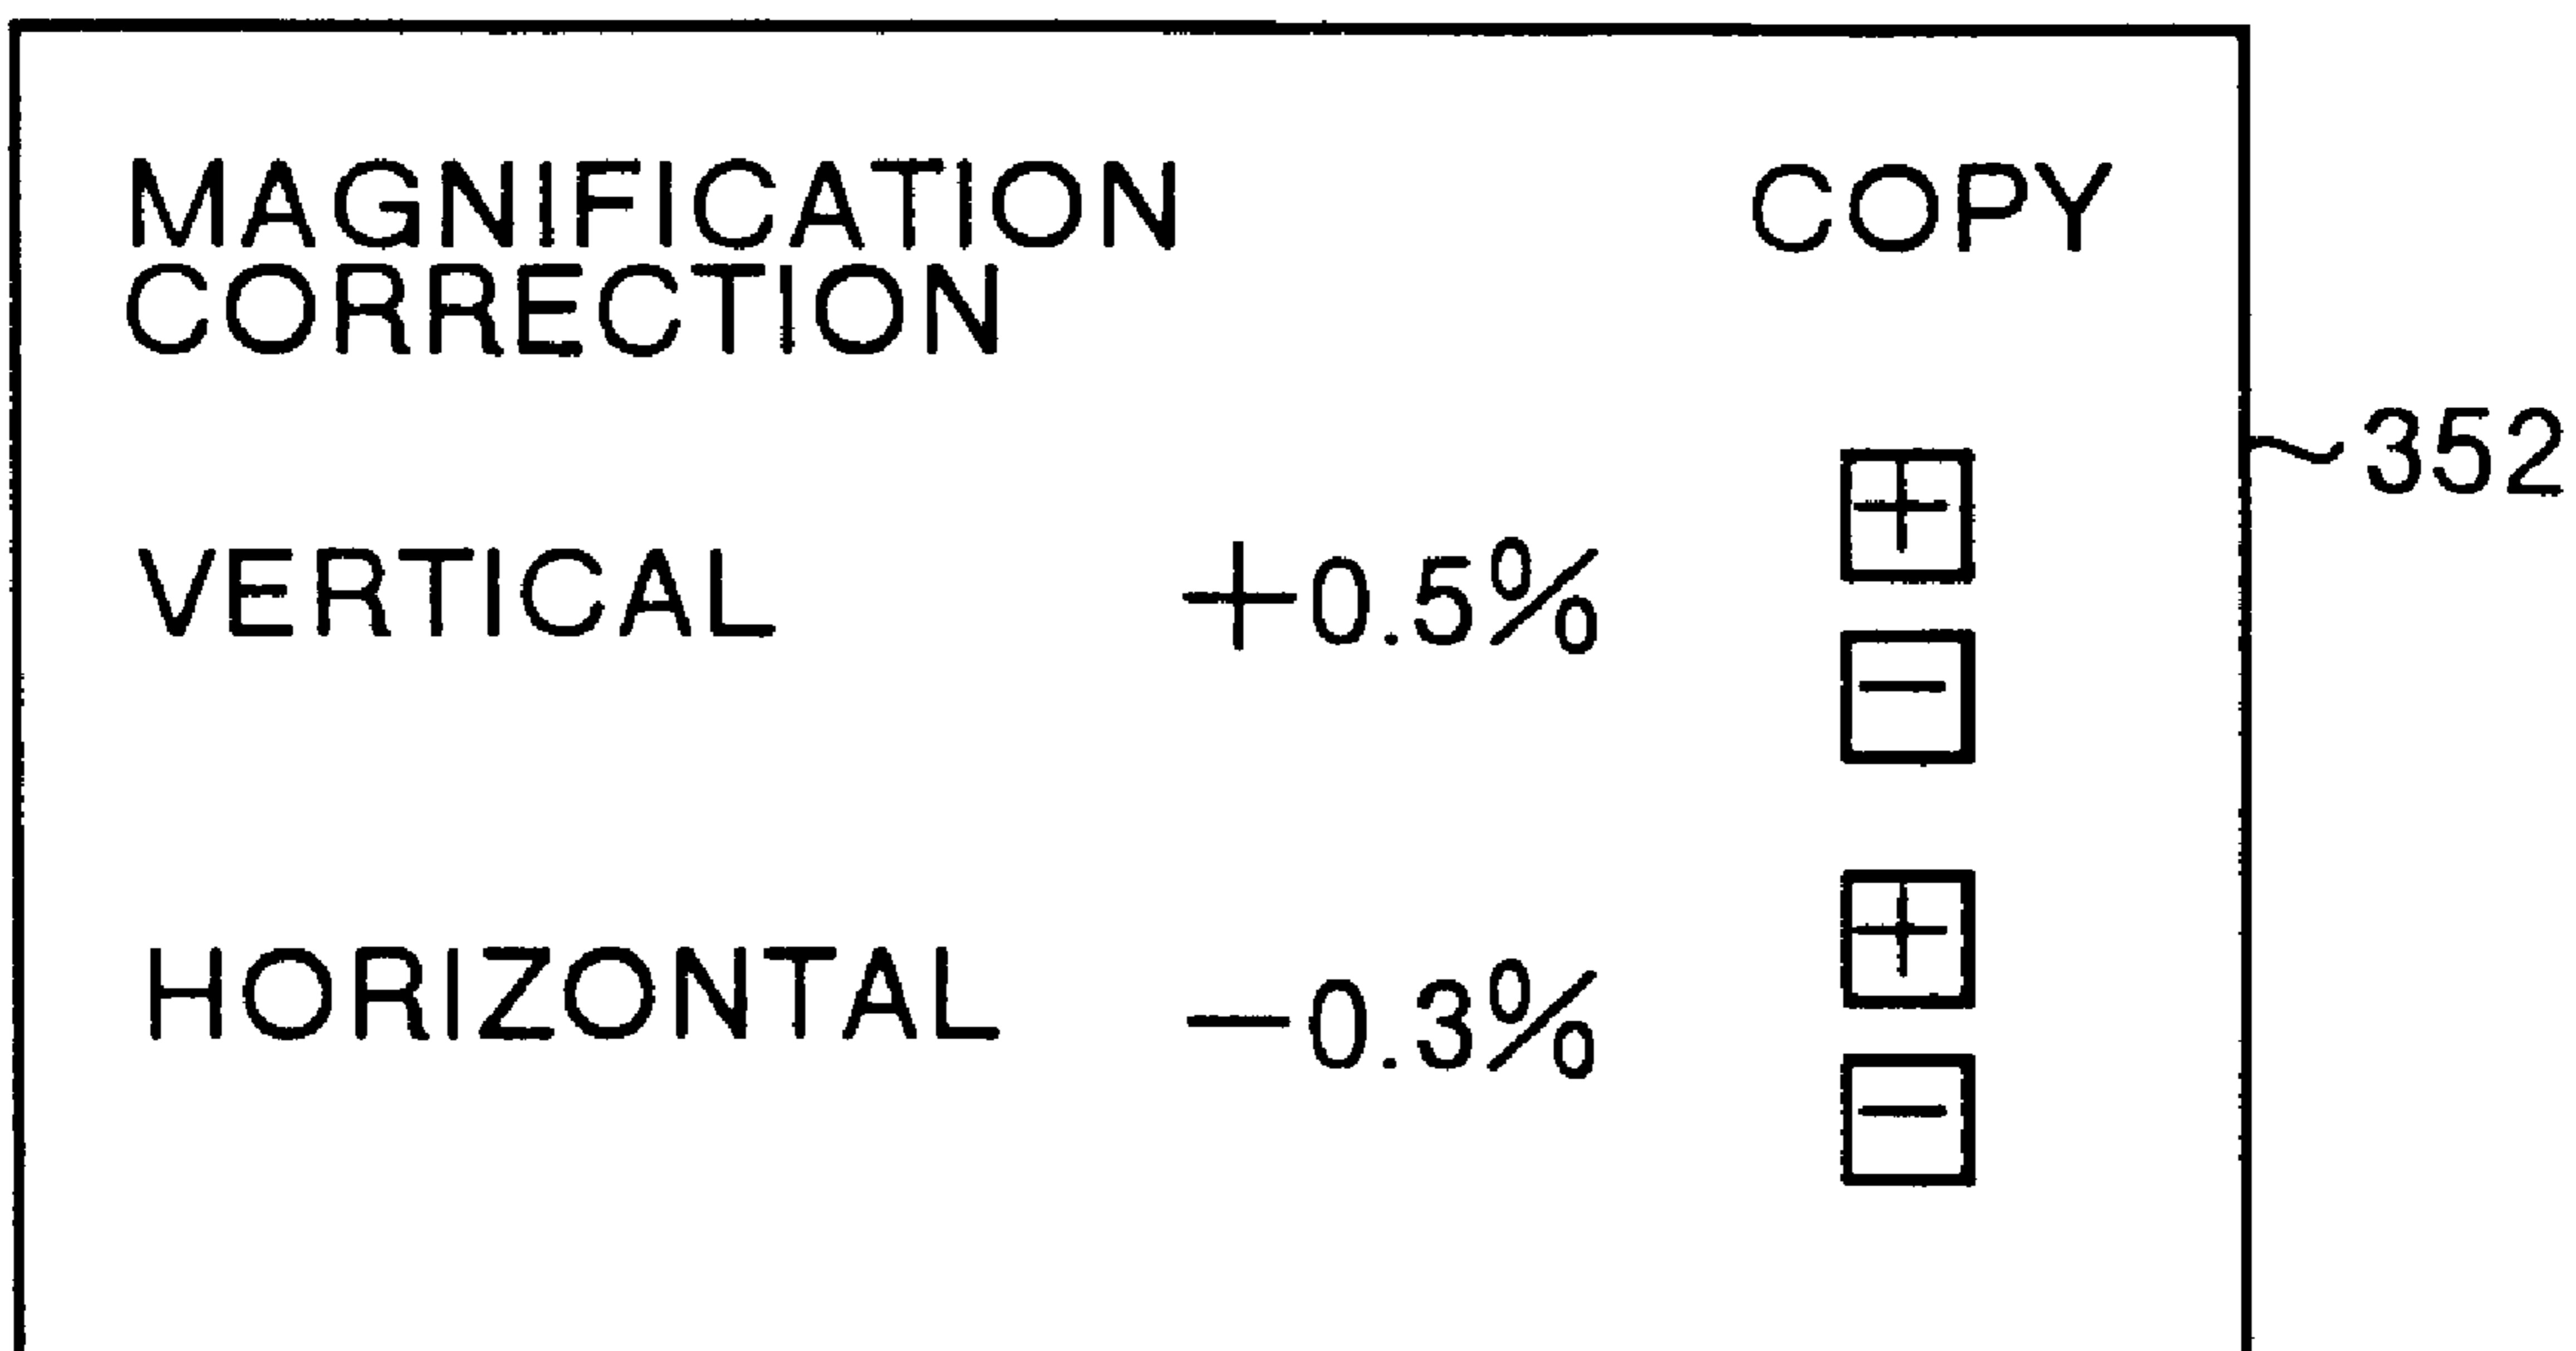 MAGNIFICATION COPY
CORRECTION
352
+
VERTICAL +0.5%
−
+
HORIZONTAL −0.3%
−